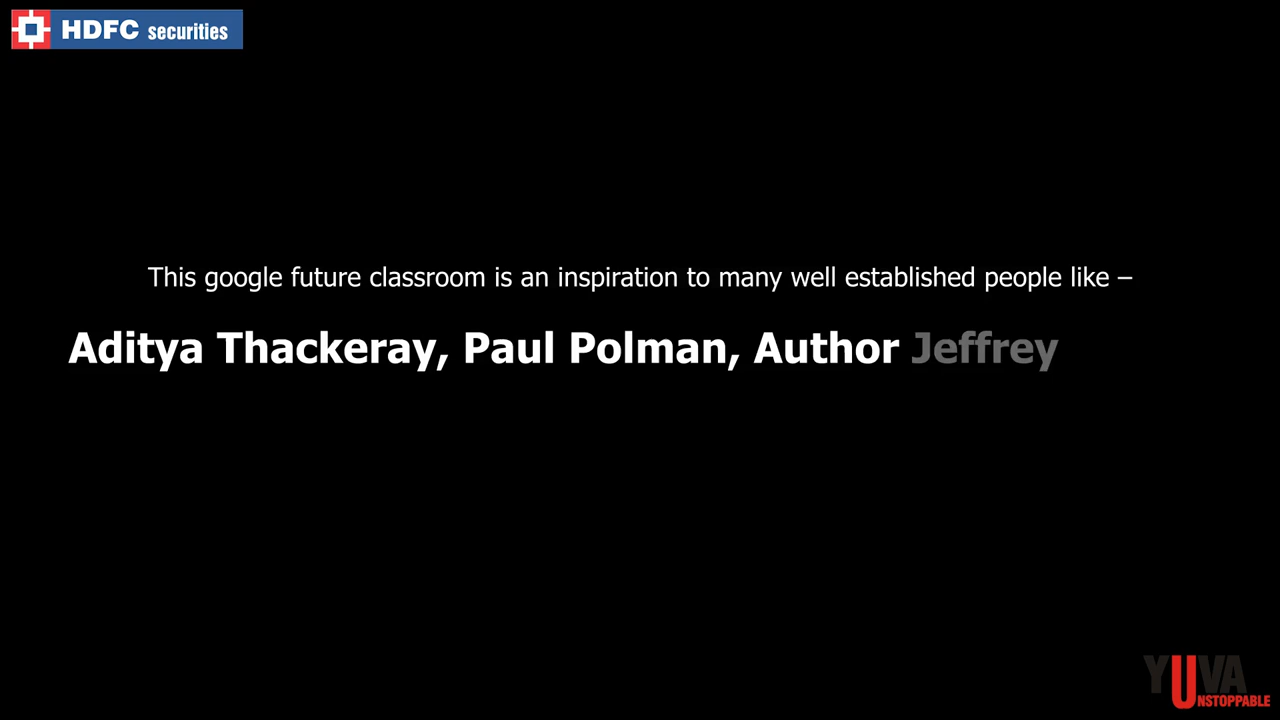 HDFC securities
This google future classroom is an inspiration to many well established people like –
Aditya Thackeray, Paul Polman, Author Jeffrey
YUVA
UNSTOPPABLE